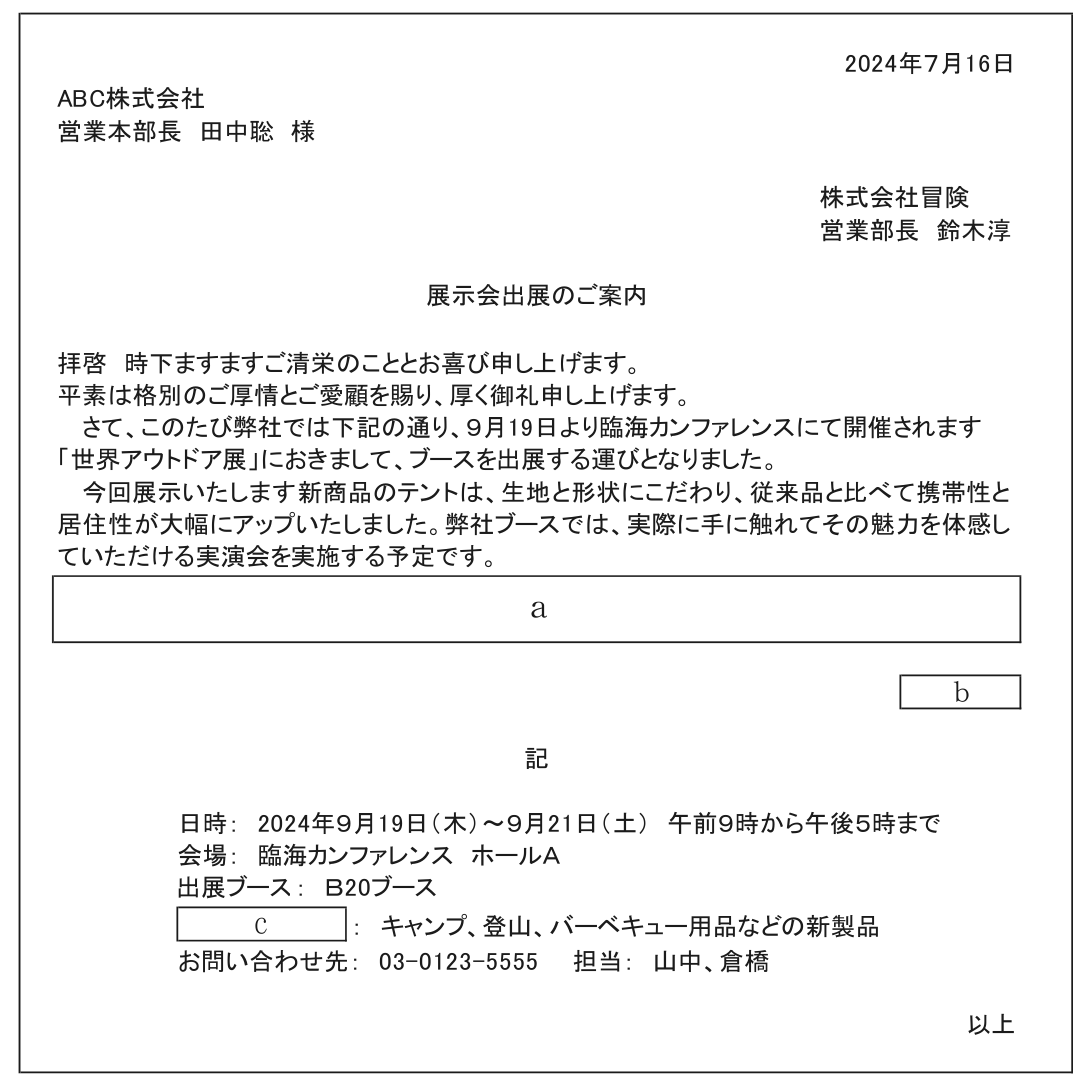 2024年7月16日
ABC株式会社
営業本部長　田中聡　様
株式会社冒険
営業部長　鈴木淳
展示会出展のご案内
拝啓　時下ますますご清栄のこととお喜び申し上げます。
平素は格別のご厚情とご愛顧を賜り、厚く御礼申し上げます。
　さて、このたび弊社では下記の通り、９月19日より臨海カンファレンスにて開催されます
「世界アウトドア展」におきまして、ブースを出展する運びとなりました。
　今回展示いたします新商品のテントは、生地と形状にこだわり、従来品と比べて携帯性と
居住性が大幅にアップいたしました。弊社ブースでは、実際に手に触れてその魅力を体感し
ていただける実演会を実施する予定です。
a
b
記
日時：　2024年９月19日（木）～９月21日（土）　午前９時から午後５時まで
会場：　臨海カンファレンス　ホールＡ
出展ブース：　Ｂ20ブース
c：　キャンプ、登山、バーベキュー用品などの新製品
お問い合わせ先：　03-0123-5555　担当：　山中、倉橋
以上